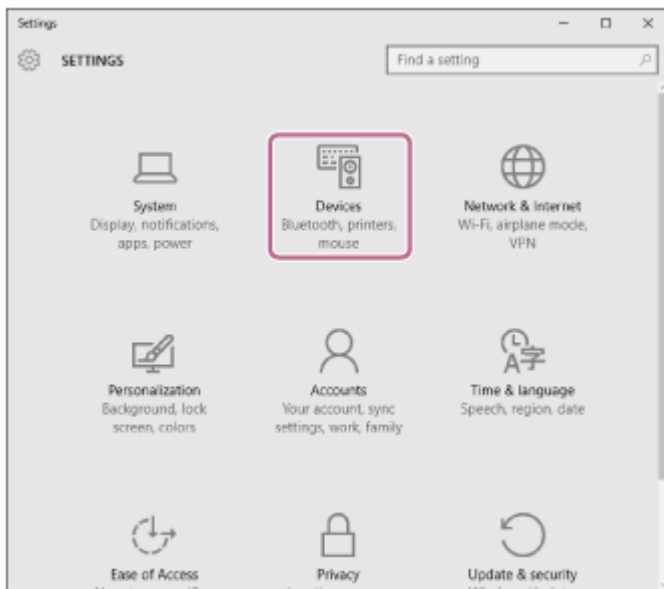 Settings
SETTINGS
Find a setting
System
Display, notifications,
apps, power
Devices
Bluetooth, printers,
mouse
Network & Internet
Wi-Fi, airplane mode,
VPN
Personalization
Background, lock
screen, colors
Accounts
Your account, sync
settings, work, family
A字
Time & language
Speech, region, date
Ease of Access
Privacy
Update & security